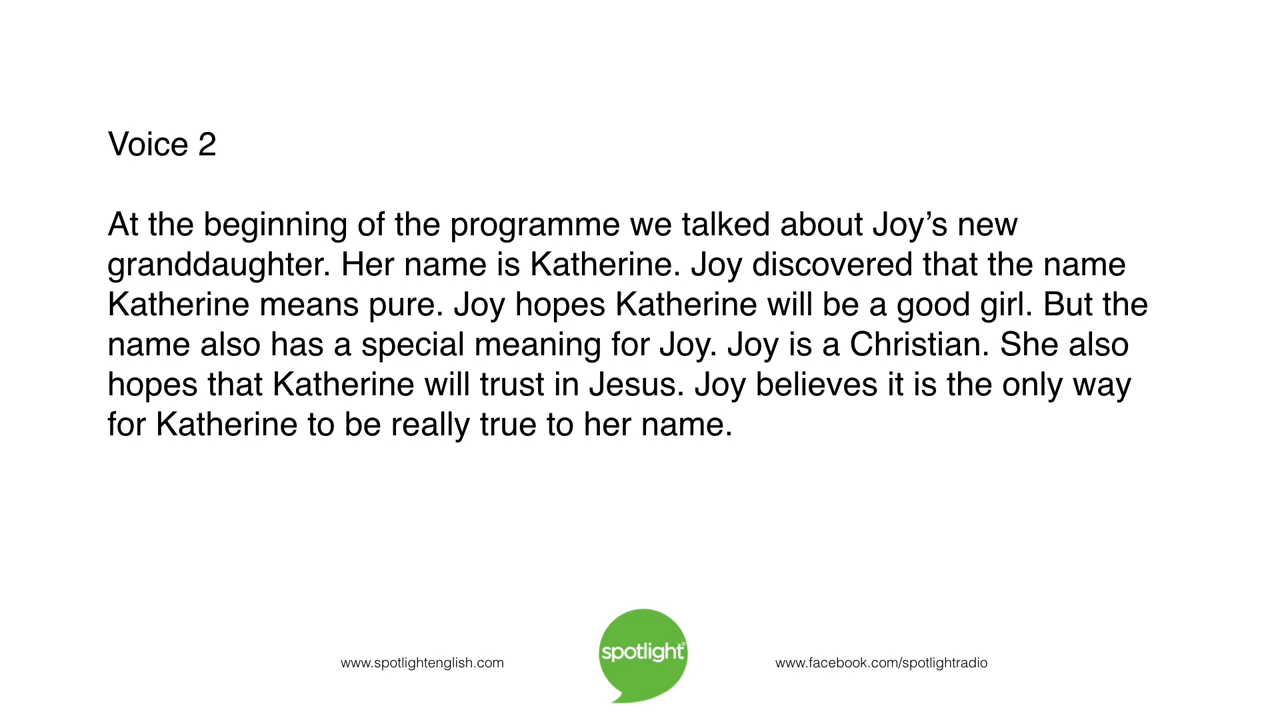 Voice 2
At the beginning of the programme we talked about Joy’s new
granddaughter. Her name is Katherine. Joy discovered that the name
Katherine means pure. Joy hopes Katherine will be a good girl. But the
name also has a special meaning for Joy. Joy is a Christian. She also
hopes that Katherine will trust in Jesus. Joy believes it is the only way
for Katherine to be really true to her name.
www.spotlightenglish.com
spotlight®
www.facebook.com/spotlightradio